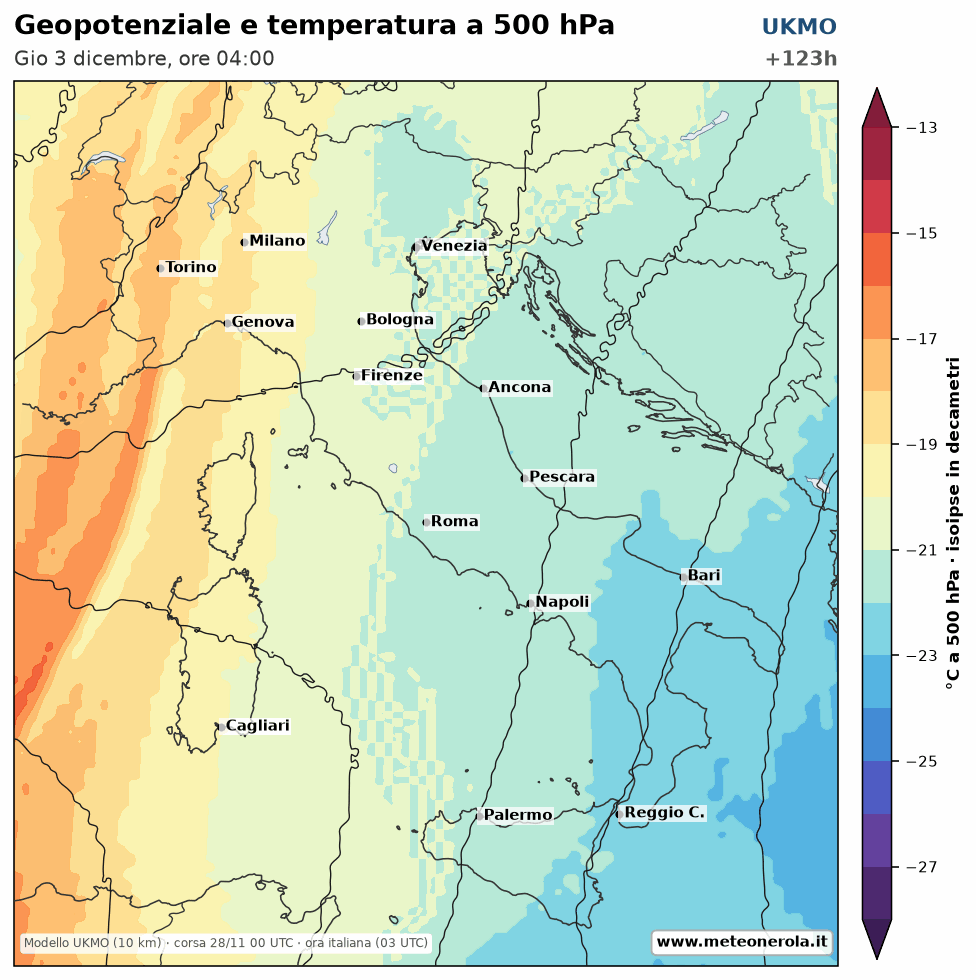 Geopotenziale e temperatura a 500 hPa
UKMO
Gio 3 dicembre, ore 04:00
+123h
Milano
Venezia
Torino
Genova
Bologna
Firenze
Ancona
Pescara
Roma
Bari
Napoli
Cagliari
Palermo
Reggio C.
−13
−15
−17
−19
−21
−23
−25
−27
°C a 500 hPa · isoipse in decametri
Modello UKMO (10 km) · corsa 28/11 00 UTC · ora italiana (03 UTC)
www.meteonerola.it